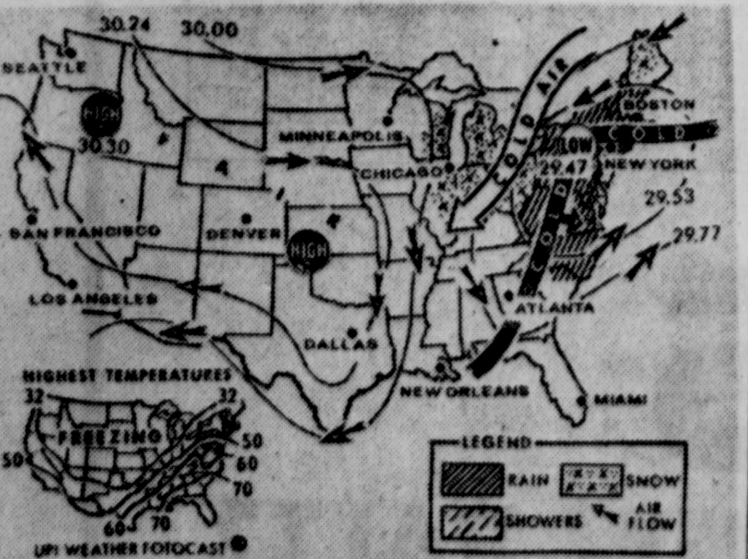 30.24 30.00
SEATTLE
HIGH
30.30
MINNEAPOLIS
CHICAGO
COLD AIR
BOSTON
COLD
LOW
29.47
NEW YORK
COLD
29.53
29.77
SAN FRANCISCO
DENVER
HIGH
LOS ANGELES
ATLANTA
DALLAS
NEW ORLEANS
MIAMI
HIGHEST TEMPERATURES
32 32
FREEZING
50
50
60
70
60 70
UPI WEATHER FOTOCAST
LEGEND
RAIN SNOW
SHOWERS AIR FLOW